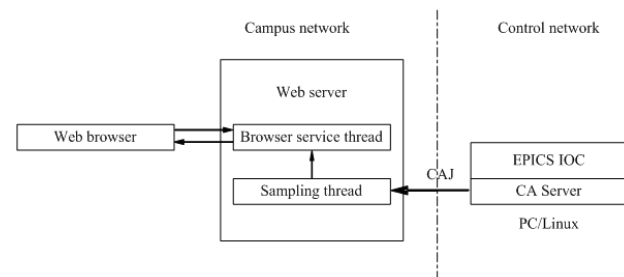 Campus network
Control network
Web server
Web browser
Browser service thread
EPICS IOC
CAJ
Sampling thread
CA Server
PC/Linux